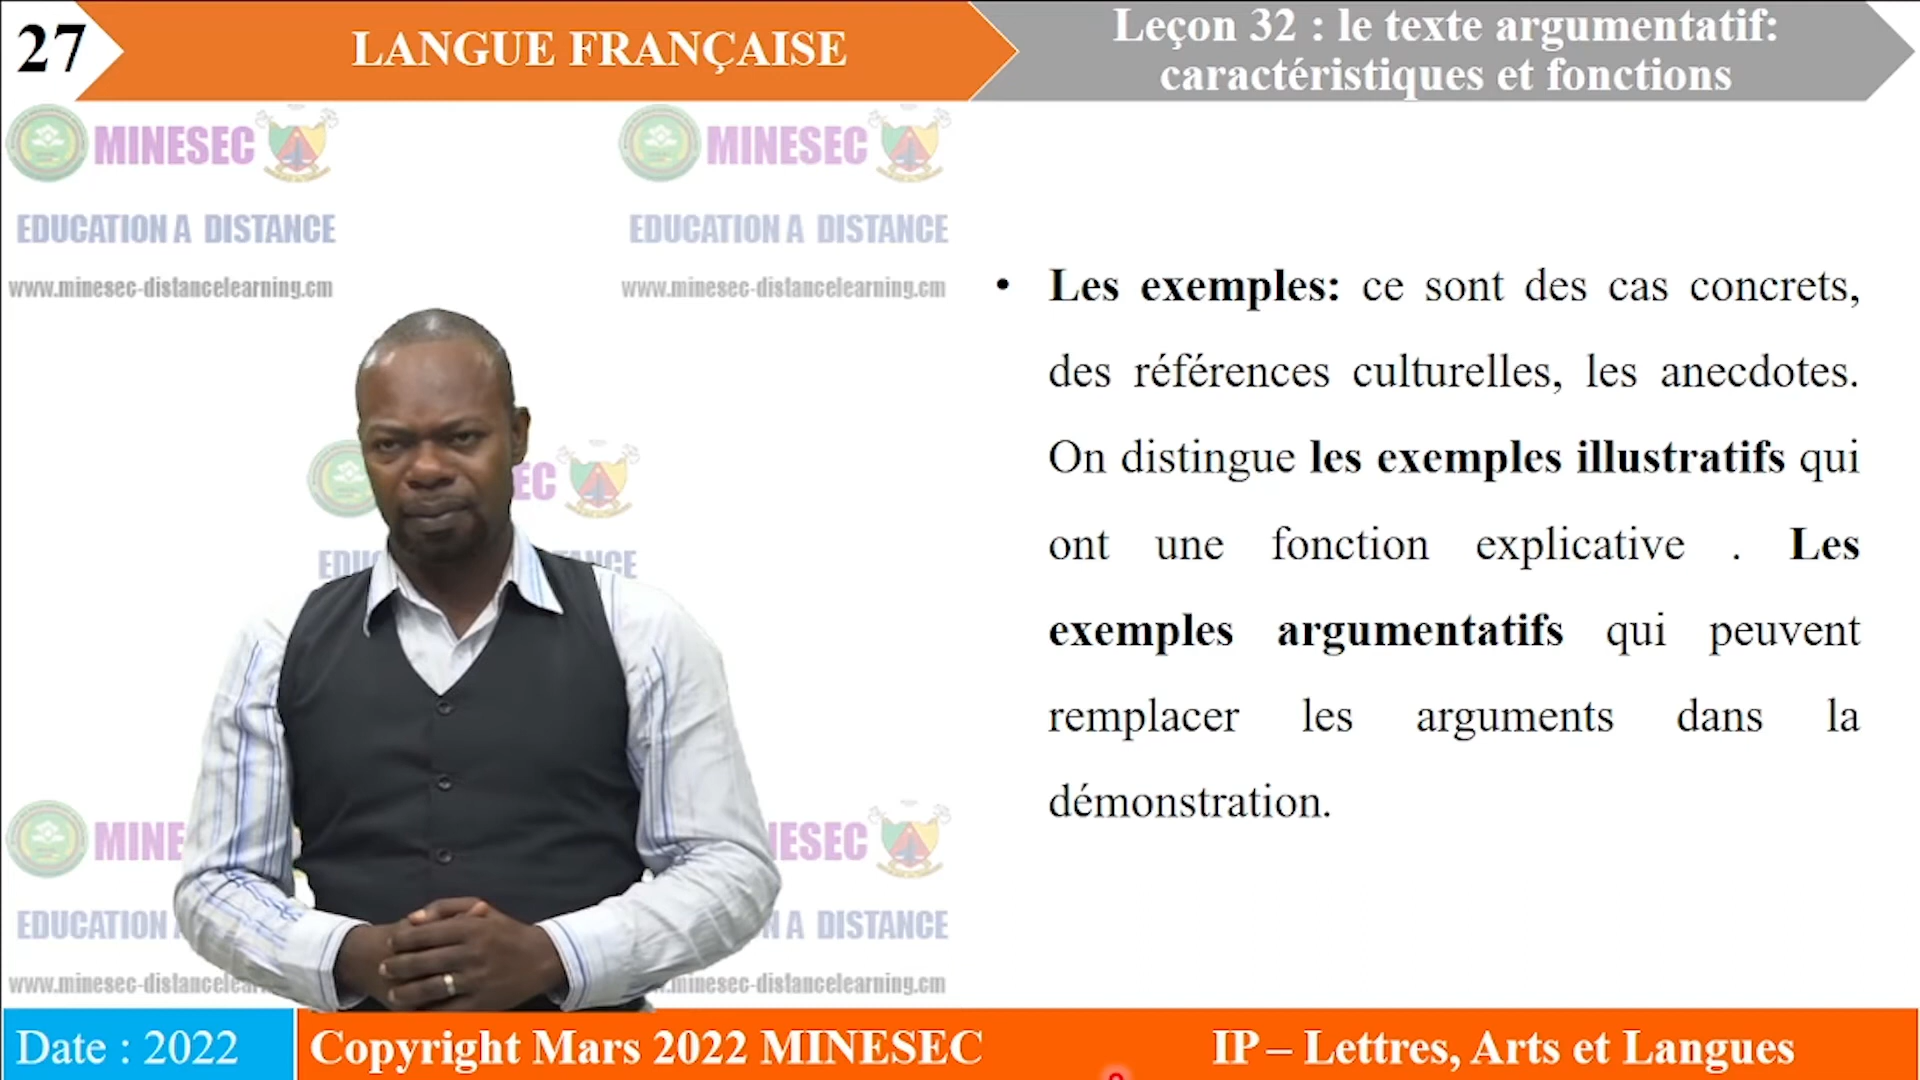 27
LANGUE FRANÇAISE
Leçon 32 : le texte argumentatif:
caractéristiques et fonctions
MINESEC
EDUCATION A DISTANCE
www.minesec-distancelearning.cm
MINESEC
EDUCATION A DISTANCE
www.minesec-distancelearning.cm
• Les exemples: ce sont des cas concrets,
des références culturelles, les anecdotes.
On distingue les exemples illustratifs qui
ont une fonction explicative . Les
exemples argumentatifs qui peuvent
remplacer les arguments dans la
démonstration.
Date : 2022
Copyright Mars 2022 MINESEC
IP – Lettres, Arts et Langues